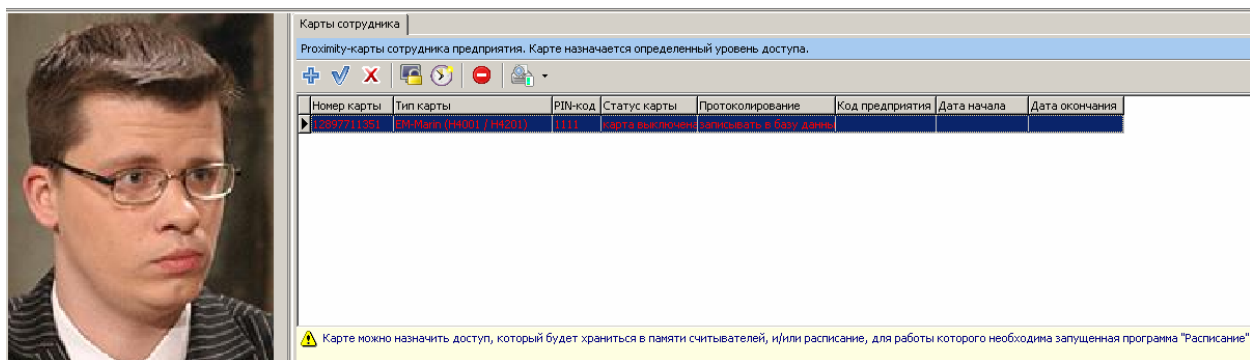 Карты сотрудника
Proximity-карты сотрудника предприятия. Карте назначается определенный уровень доступа.
Номер карты Тип карты PIN-код Статус карты Протоколирование Код предприятия Дата начала Дата окончания
12897711351 EM-Marin (H4001 / H4201) 1111 карта выключена записывать в базу данны
Карте можно назначить доступ, который будет храниться в памяти считывателей, и/или расписание, для работы которого необходима запущенная программа "Расписание"